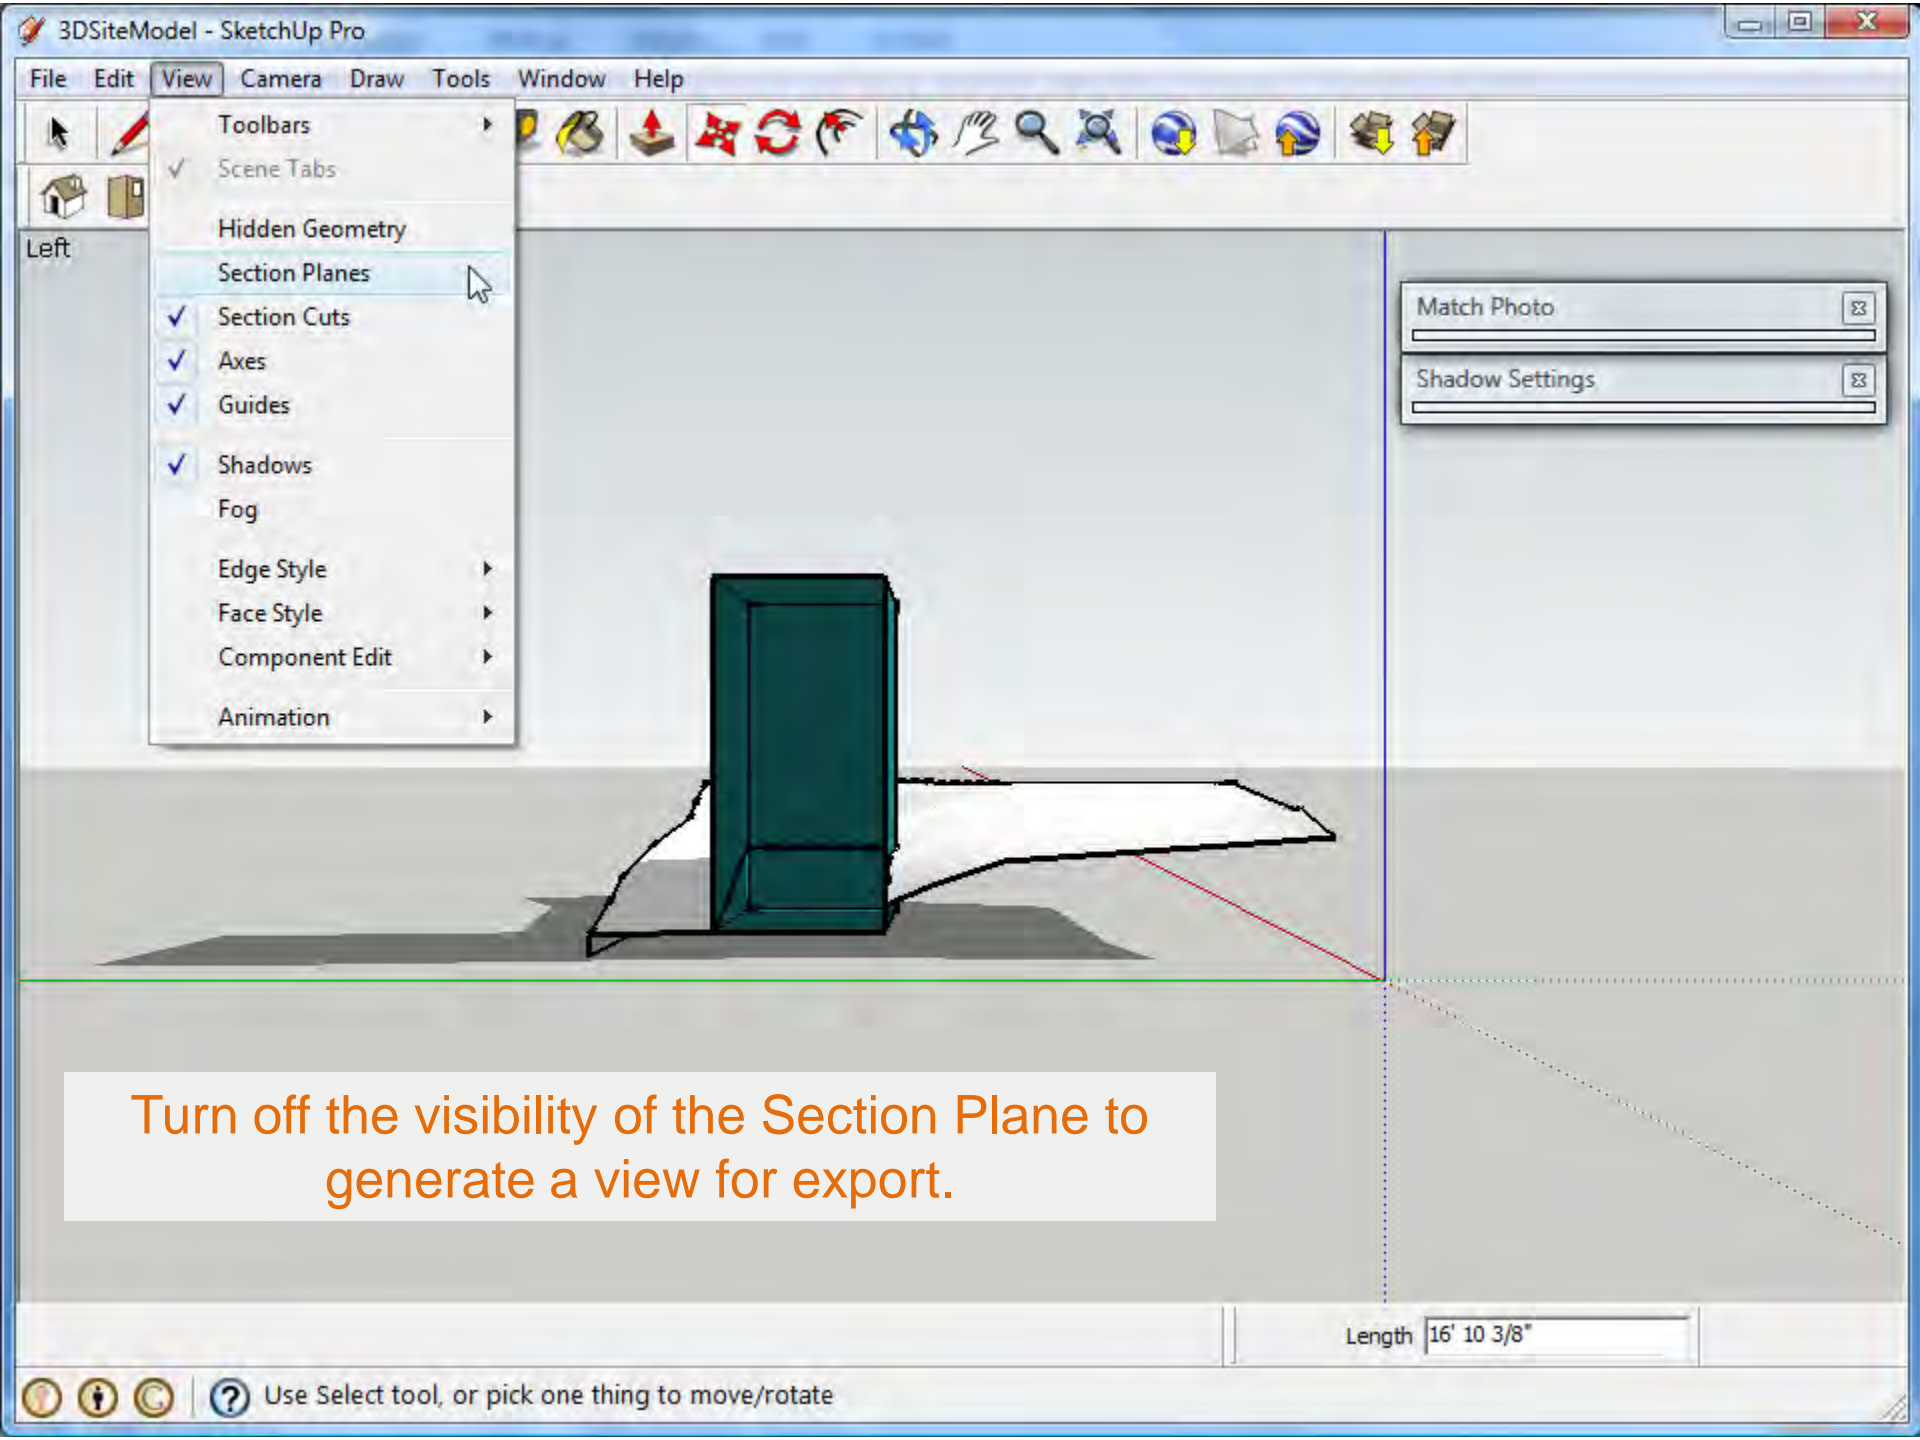 3DSiteModel - SketchUp Pro
File Edit View Camera Draw Tools Window Help
Toolbars
Scene Tabs
Hidden Geometry
Section Planes
Section Cuts
Axes
Guides
Shadows
Fog
Edge Style
Face Style
Component Edit
Animation
Left
Match Photo
Shadow Settings
Turn off the visibility of the Section Plane to
generate a view for export.
Length 16' 10 3/8"
Use Select tool, or pick one thing to move/rotate